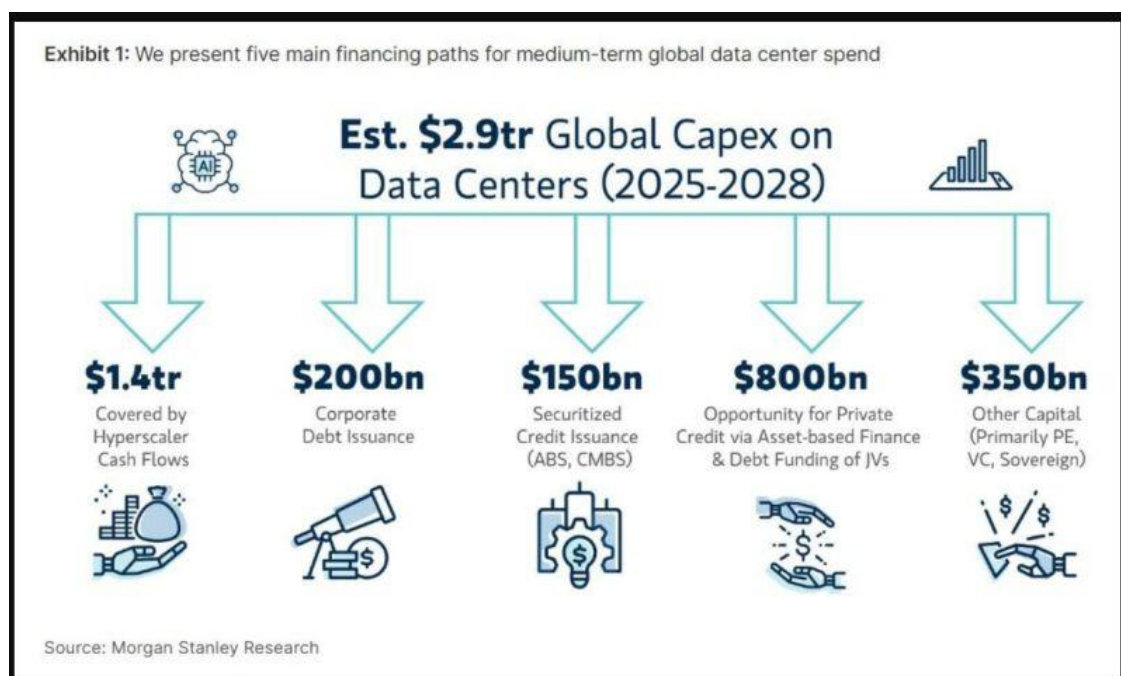 Exhibit 1: We present five main financing paths for medium-term global data center spend
Est. $2.9tr Global Capex on
Data Centers (2025-2028)
AI
$1.4tr
Covered by
Hyperscaler
Cash Flows
$200bn
Corporate
Debt Issuance
$150bn
Securitized
Credit Issuance
(ABS, CMBS)
$800bn
Opportunity for Private
Credit via Asset-based Finance
& Debt Funding of JVs
$350bn
Other Capital
(Primarily PE,
VC, Sovereign)
$
$
$
$ $
Source: Morgan Stanley Research